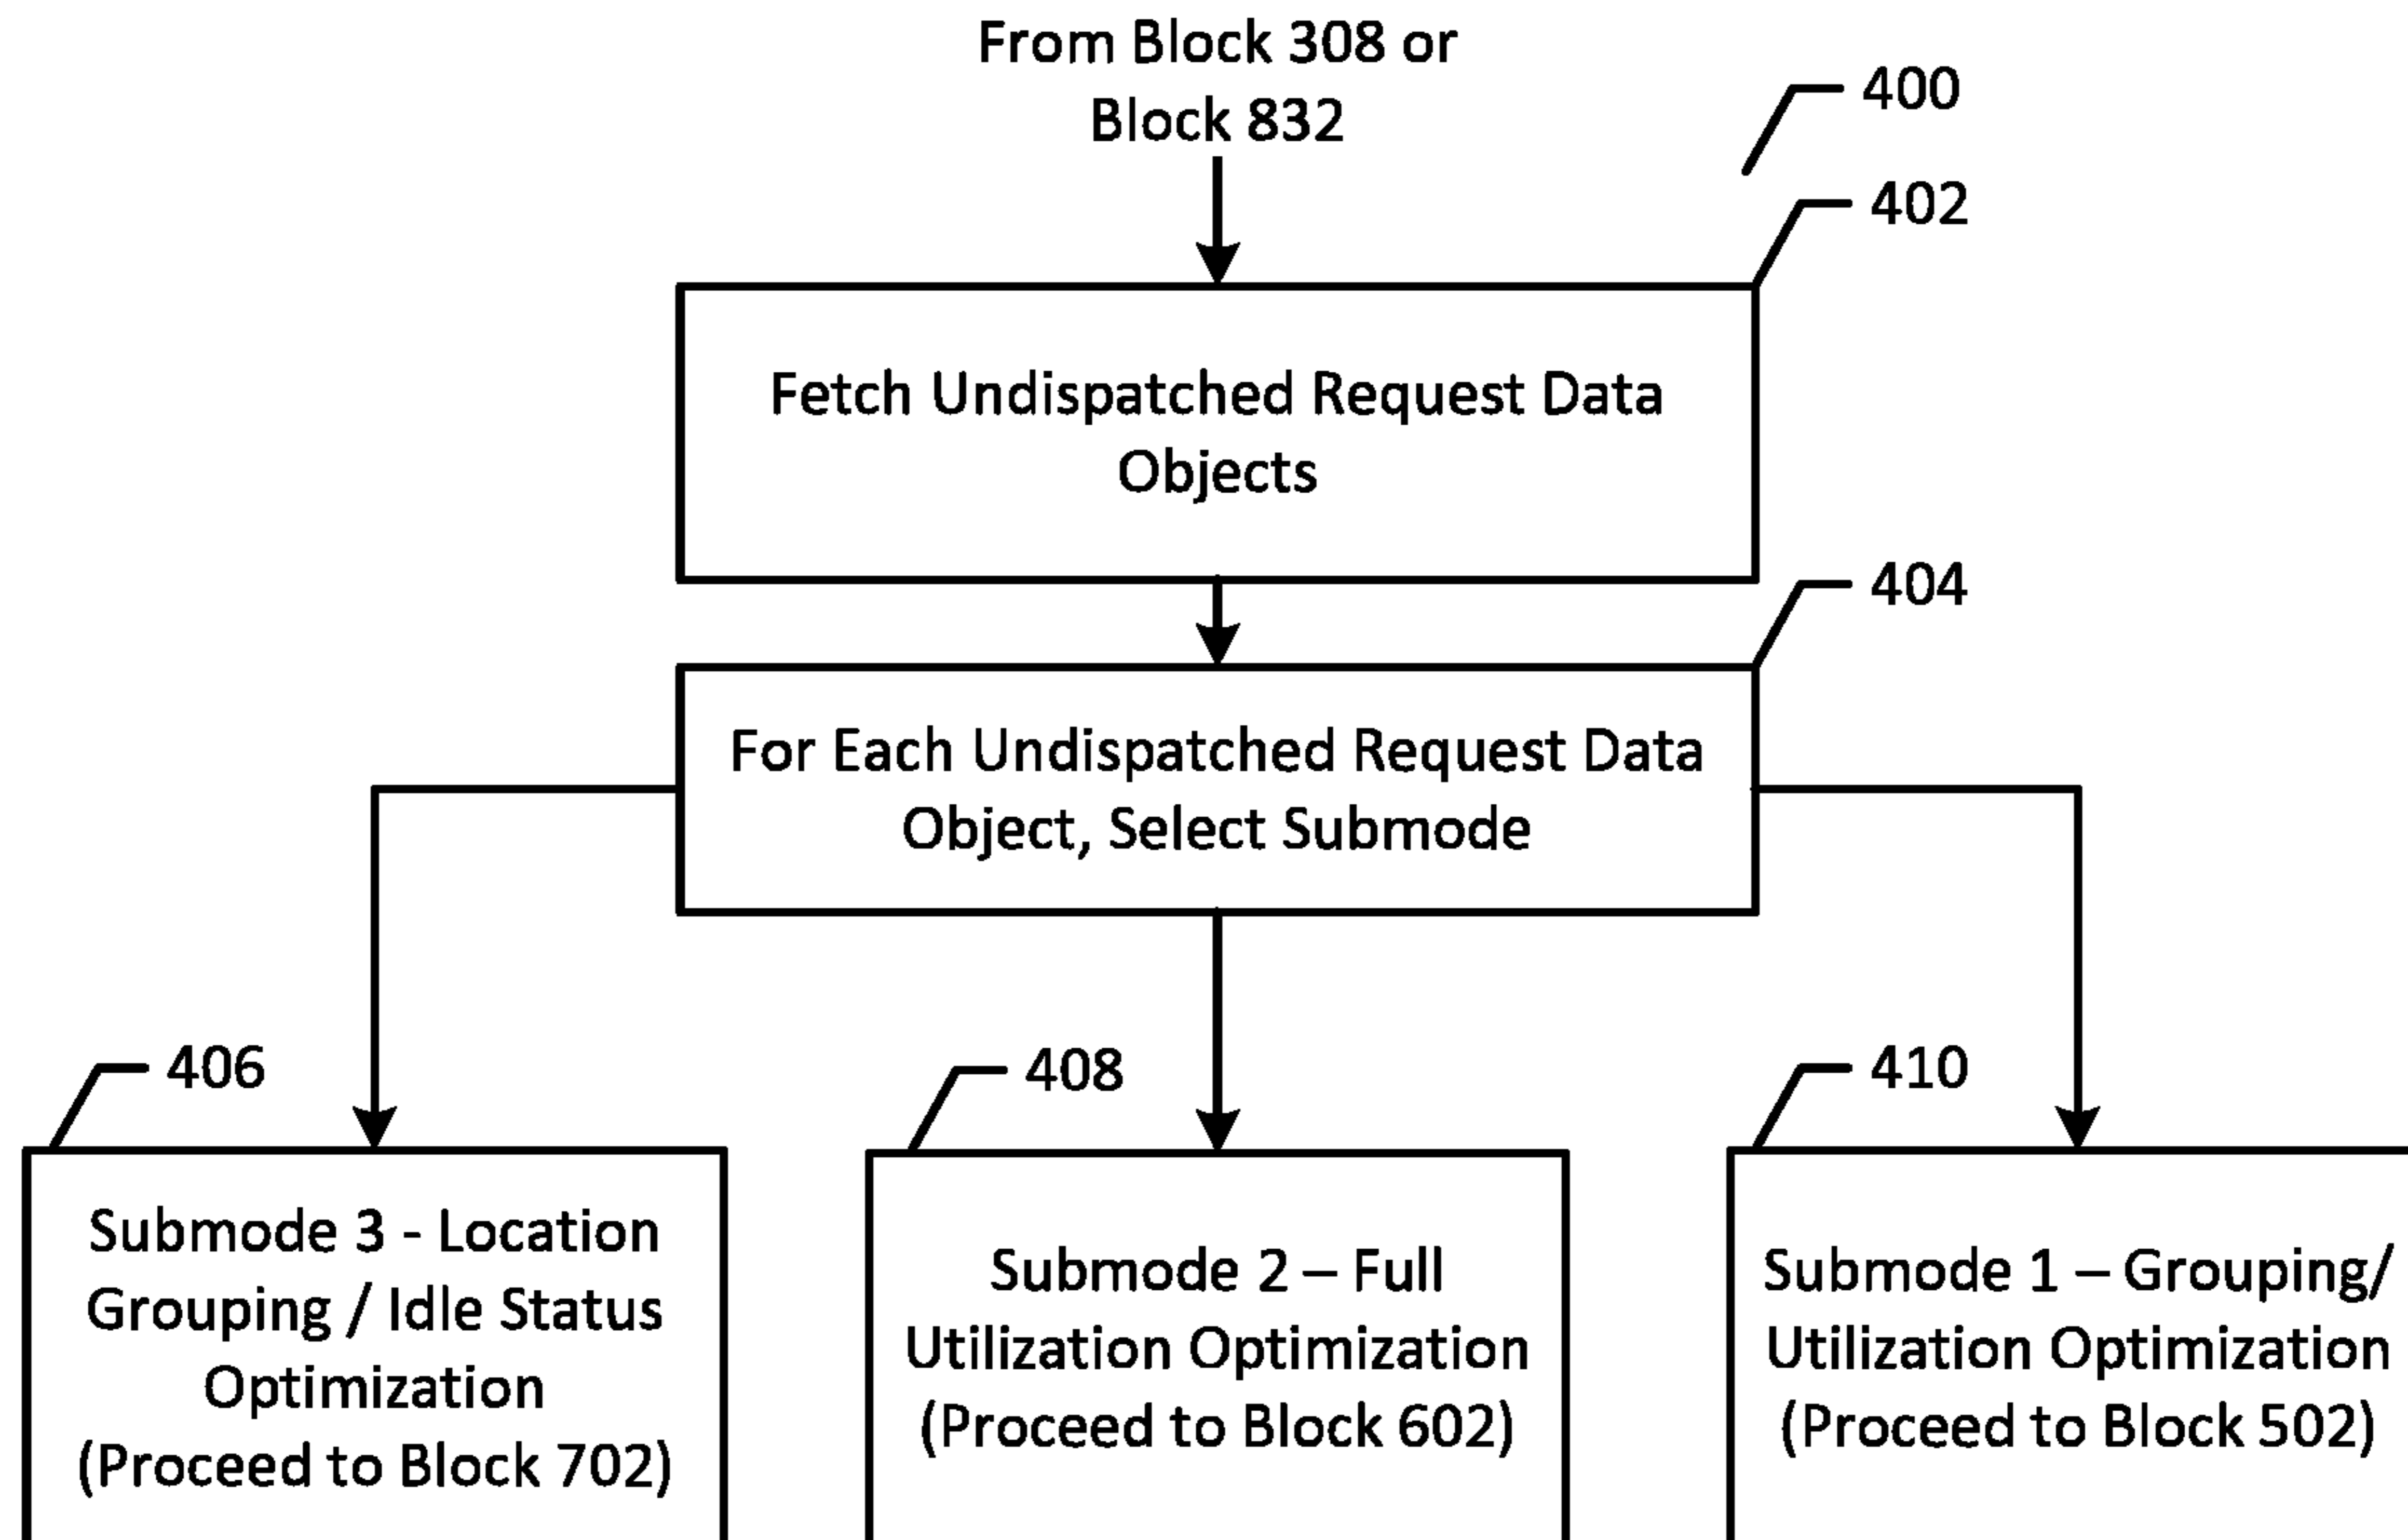 From Block 308 or
Block 832
400
402
Fetch Undispatched Request Data
Objects
404
For Each Undispatched Request Data
Object, Select Submode
406
Submode 3 - Location
Grouping / Idle Status
Optimization
(Proceed to Block 702)
408
Submode 2 – Full
Utilization Optimization
(Proceed to Block 602)
410
Submode 1 – Grouping/
Utilization Optimization
(Proceed to Block 502)